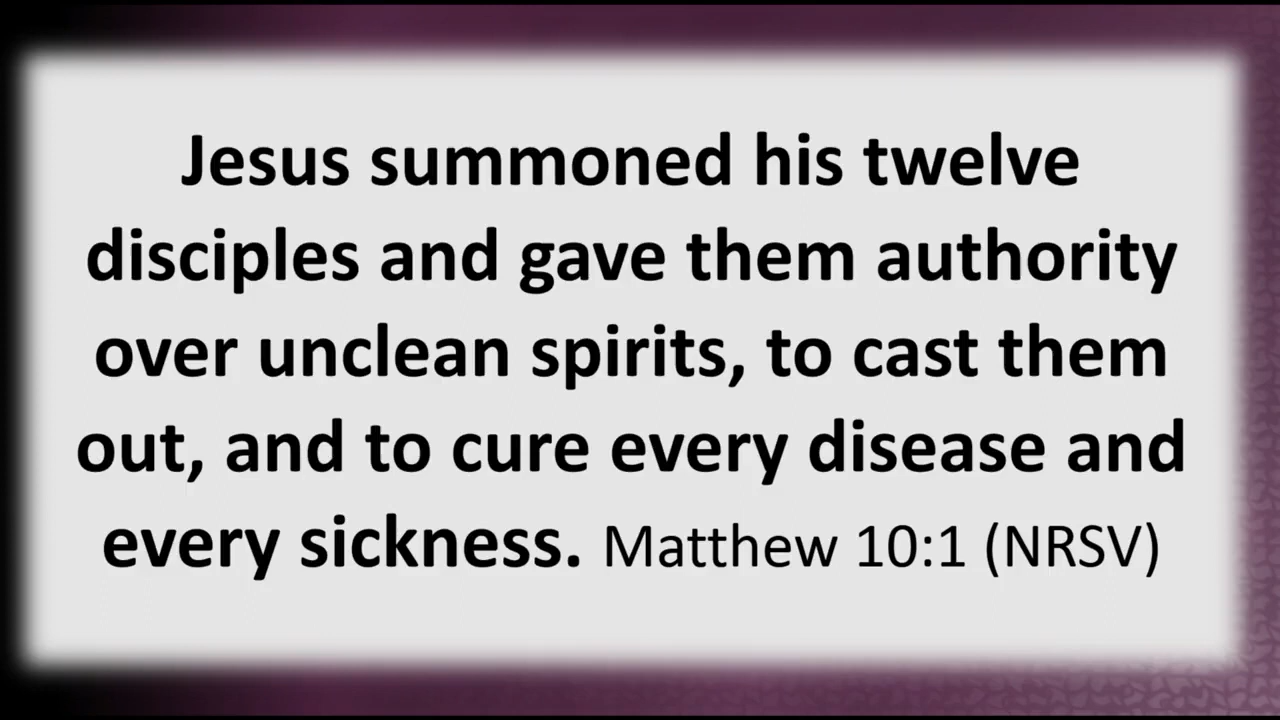 Jesus summoned his twelve
disciples and gave them authority
over unclean spirits, to cast them
out, and to cure every disease and
every sickness. Matthew 10:1 (NRSV)